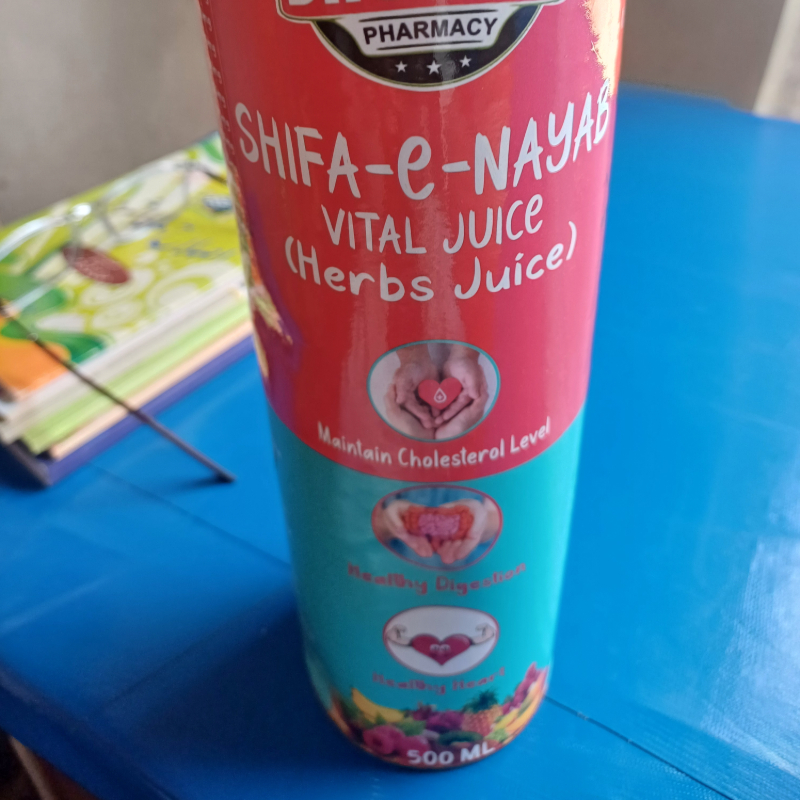 PHARMACY
SHIFA-e-NAYAB
VITAL JUICE
(Herbs Juice)
Maintain Cholesterol Level
Healthy Digestion
Healthy Heart
500 ML